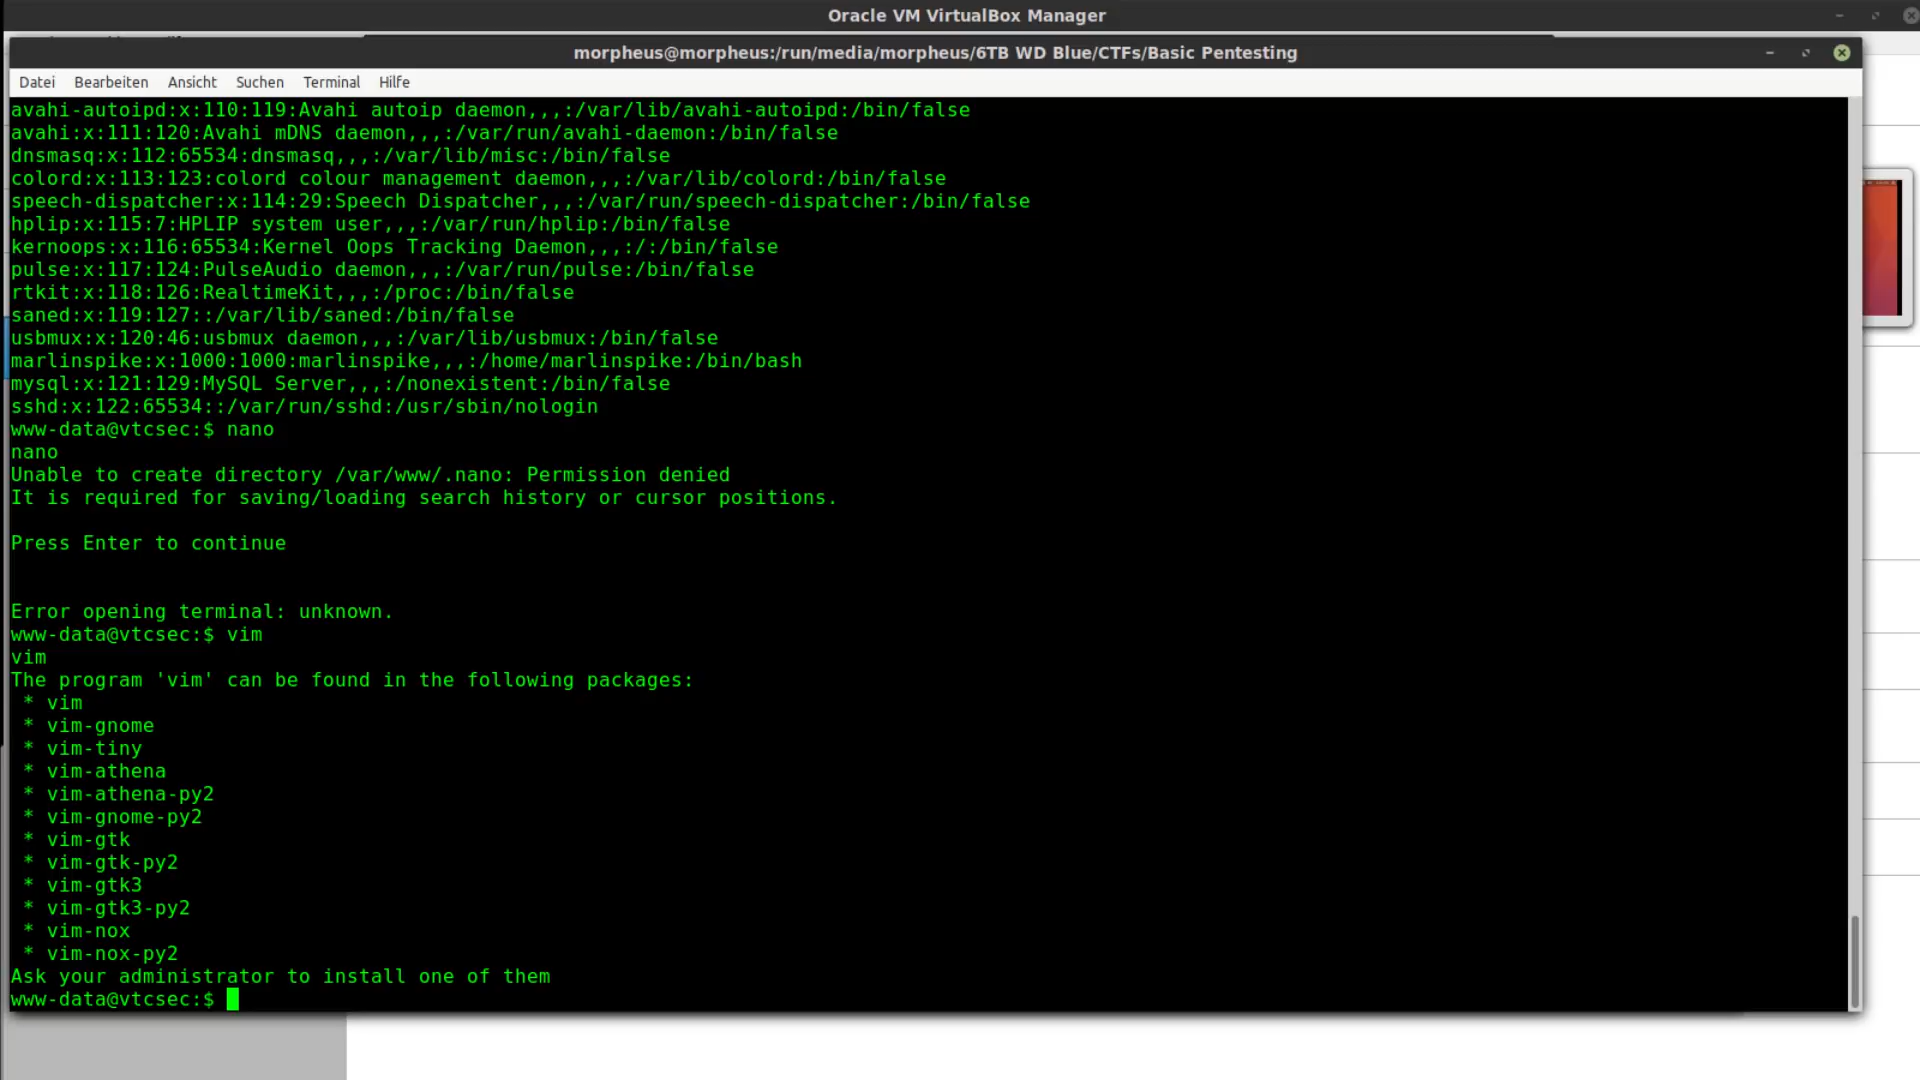 Oracle VM VirtualBox Manager
morpheus@morpheus:/run/media/morpheus/6TB WD Blue/CTFs/Basic Pentesting
Datei Bearbeiten Ansicht Suchen Terminal Hilfe
avahi-autoipd:x:110:119:Avahi autoip daemon,,,:/var/lib/avahi-autoipd:/bin/false
avahi:x:111:120:Avahi mDNS daemon,,,:/var/run/avahi-daemon:/bin/false
dnsmasq:x:112:65534:dnsmasq,,,:/var/lib/misc:/bin/false
colord:x:113:123:colord colour management daemon,,,:/var/lib/colord:/bin/false
speech-dispatcher:x:114:29:Speech Dispatcher,,,:/var/run/speech-dispatcher:/bin/false
hplip:x:115:7:HPLIP system user,,,:/var/run/hplip:/bin/false
kernoops:x:116:65534:Kernel Oops Tracking Daemon,,,:/:/bin/false
pulse:x:117:124:PulseAudio daemon,,,:/var/run/pulse:/bin/false
rtkit:x:118:126:RealtimeKit,,,:/proc:/bin/false
saned:x:119:127::/var/lib/saned:/bin/false
usbmux:x:120:46:usbmux daemon,,,:/var/lib/usbmux:/bin/false
marlinspike:x:1000:1000:marlinspike,,,:/home/marlinspike:/bin/bash
mysql:x:121:129:MySQL Server,,,:/nonexistent:/bin/false
sshd:x:122:65534::/var/run/sshd:/usr/sbin/nologin
www-data@vtcsec:$ nano
nano
Unable to create directory /var/www/.nano: Permission denied
It is required for saving/loading search history or cursor positions.
Press Enter to continue
Error opening terminal: unknown.
www-data@vtcsec:$ vim
vim
The program 'vim' can be found in the following packages:
* vim
* vim-gnome
* vim-tiny
* vim-athena
* vim-athena-py2
* vim-gnome-py2
* vim-gtk
* vim-gtk-py2
* vim-gtk3
* vim-gtk3-py2
* vim-nox
* vim-nox-py2
Ask your administrator to install one of them
www-data@vtcsec:$